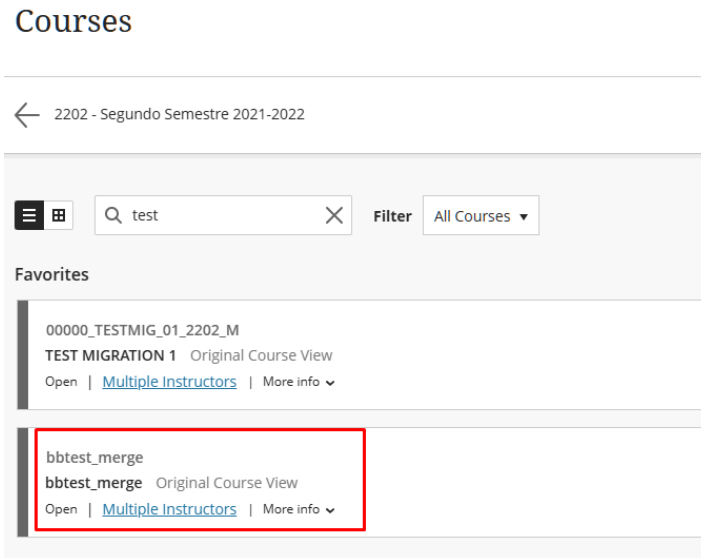 Courses
2202 - Segundo Semestre 2021-2022
test
Filter
All Courses
Favorites
00000_TESTMIG_01_2202_M
TEST MIGRATION 1 Original Course View
Open | Multiple Instructors | More info
bbtest_merge
bbtest_merge Original Course View
Open | Multiple Instructors | More info